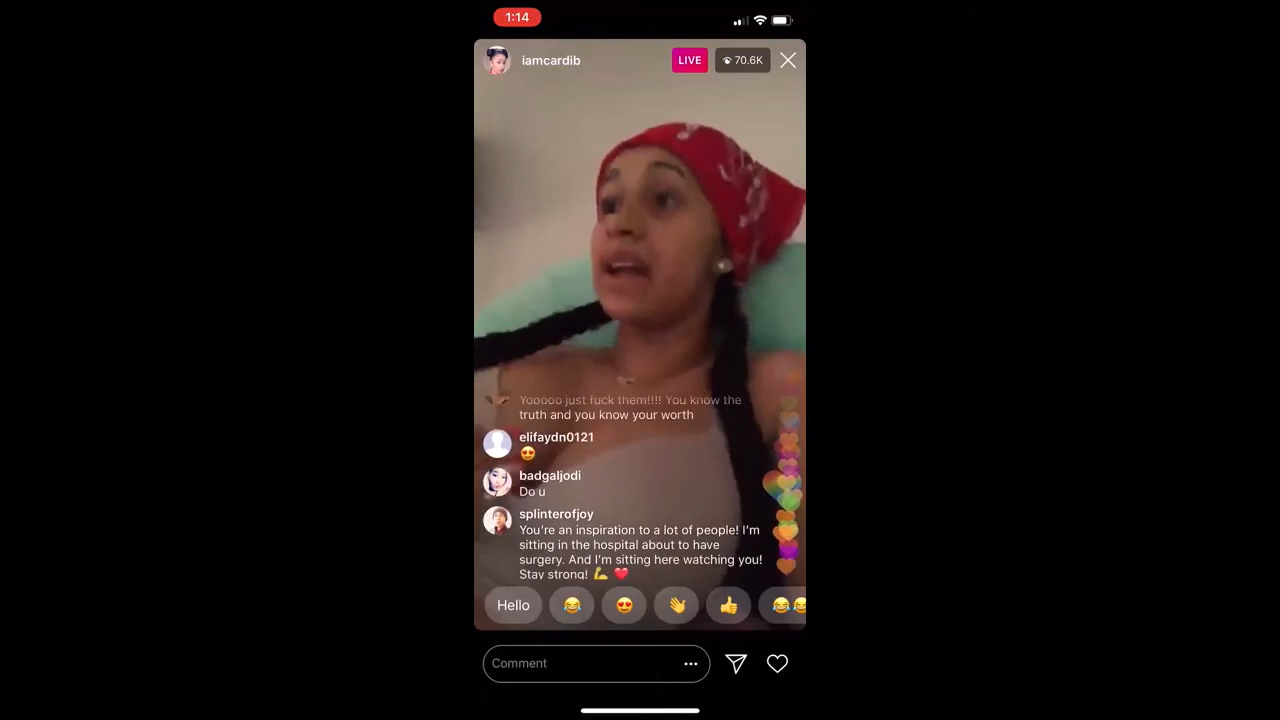 1:14
iamcardib
LIVE
70.6K
Yooooo just fuck them!!!! You know the
truth and you know your worth
elifaydn0121
😍
badgaljodi
Do u
splinterofjoy
You're an inspiration to a lot of people! I'm
sitting in the hospital about to have
surgery. And I'm sitting here watching you!
Stay strong! 💪 ❤️
Hello 😂 😍 👋 👍 😂😂
Comment